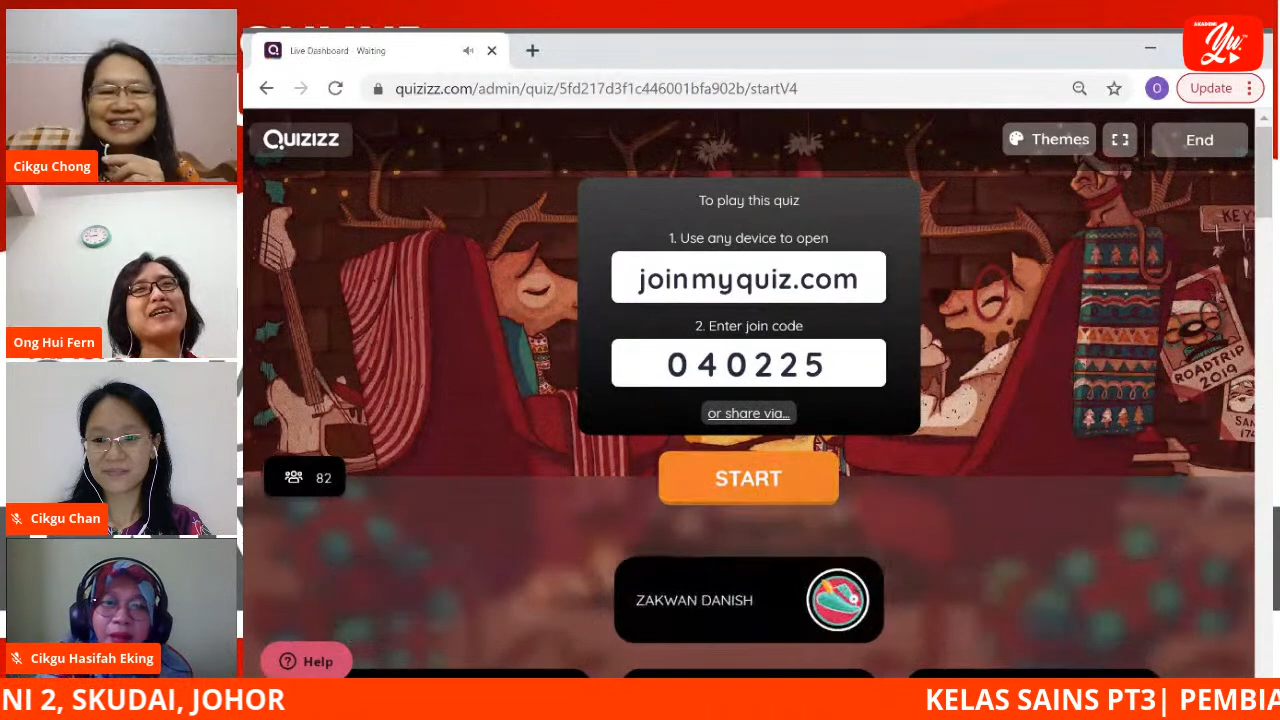 Live Dashboard - Waiting
quizizz.com/admin/quiz/5fd217d3f1c446001bfa902b/startV4
O
Update
AKADEMI
Yu
Cikgu Chong
Ong Hui Fern
Cikgu Chan
Cikgu Hasifah Eking
QUIZIZZ
Themes
End
To play this quiz
1. Use any device to open
joinmyquiz.com
2. Enter join code
040225
or share via...
82
START
ZAKWAN DANISH
Help
ROADTRIP
2019
NI 2, SKUDAI, JOHOR
KELAS SAINS PT3| PEMBIA